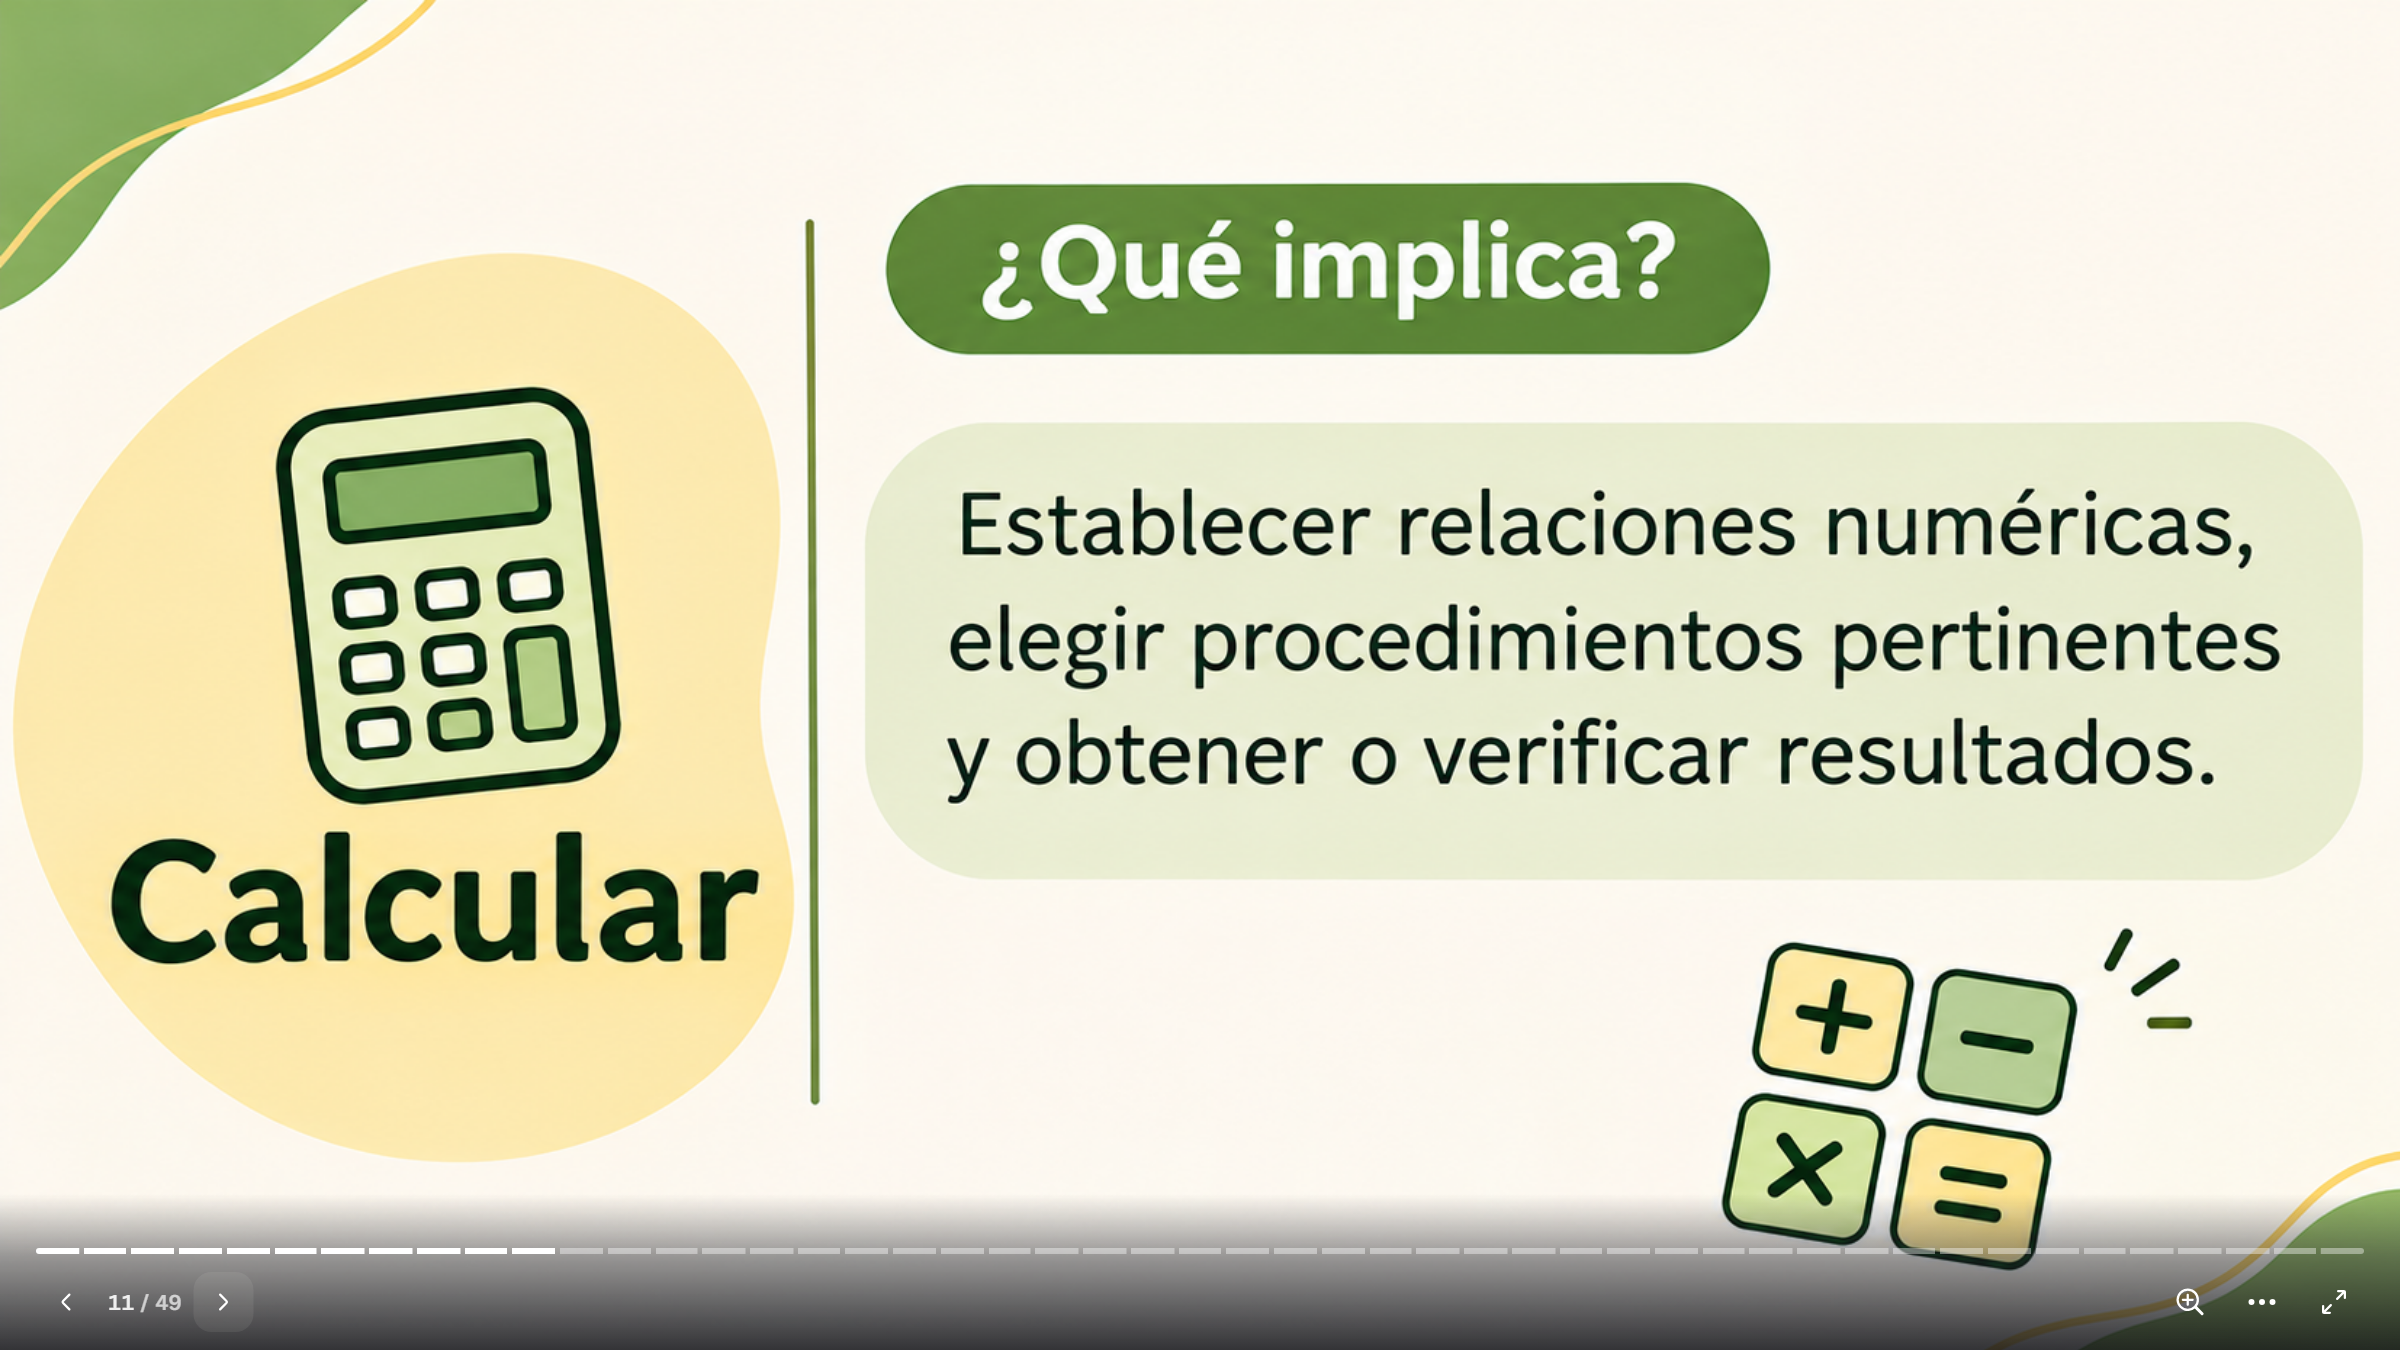 ¿Qué implica?
Establecer relaciones numéricas,
elegir procedimientos pertinentes
y obtener o verificar resultados.
Calcular
+ −
× =
11 / 49